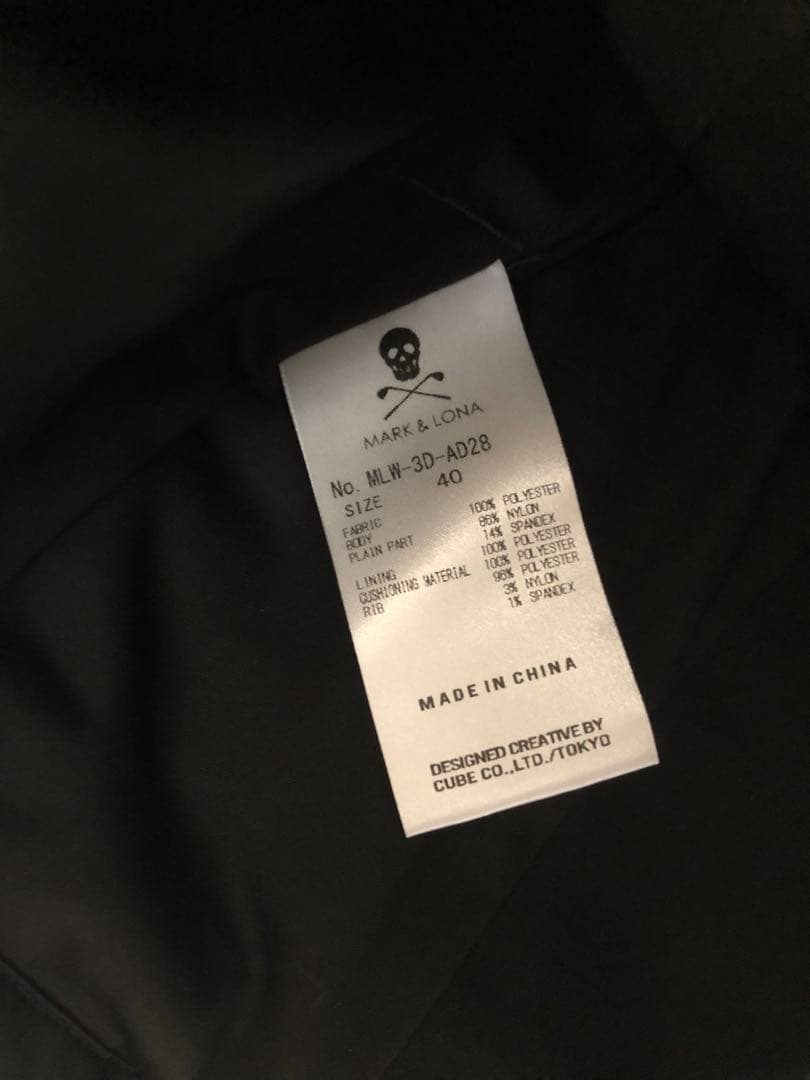 MARK & LONA
No. MLW-3D-AD28
SIZE 40
FABRIC
BODY 100% POLYESTER
PLAIN PART 86% NYLON
14% SPANDEX
LINING 100% POLYESTER
CUSHIONING MATERIAL 100% POLYESTER
RIB 96% POLYESTER
3% NYLON
1% SPANDEX
MADE IN CHINA
DESIGNED CREATIVE BY
CUBE CO.,LTD./TOKYO